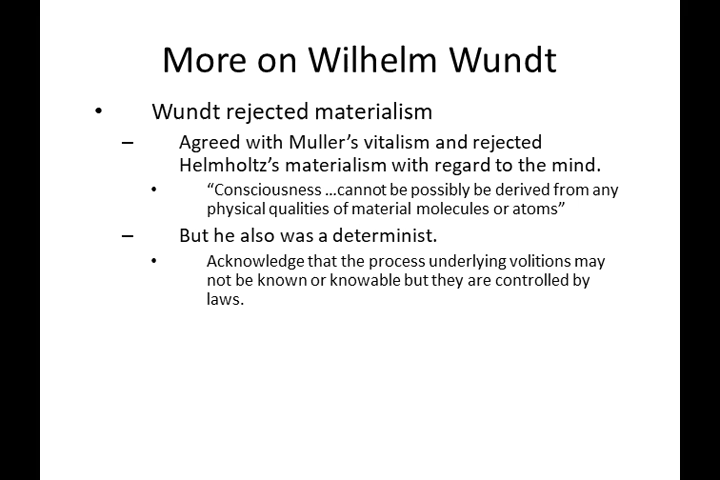 More on Wilhelm Wundt
• Wundt rejected materialism
– Agreed with Muller’s vitalism and rejected
Helmholtz’s materialism with regard to the mind.
• “Consciousness …cannot be possibly be derived from any
physical qualities of material molecules or atoms”
– But he also was a determinist.
• Acknowledge that the process underlying volitions may
not be known or knowable but they are controlled by
laws.